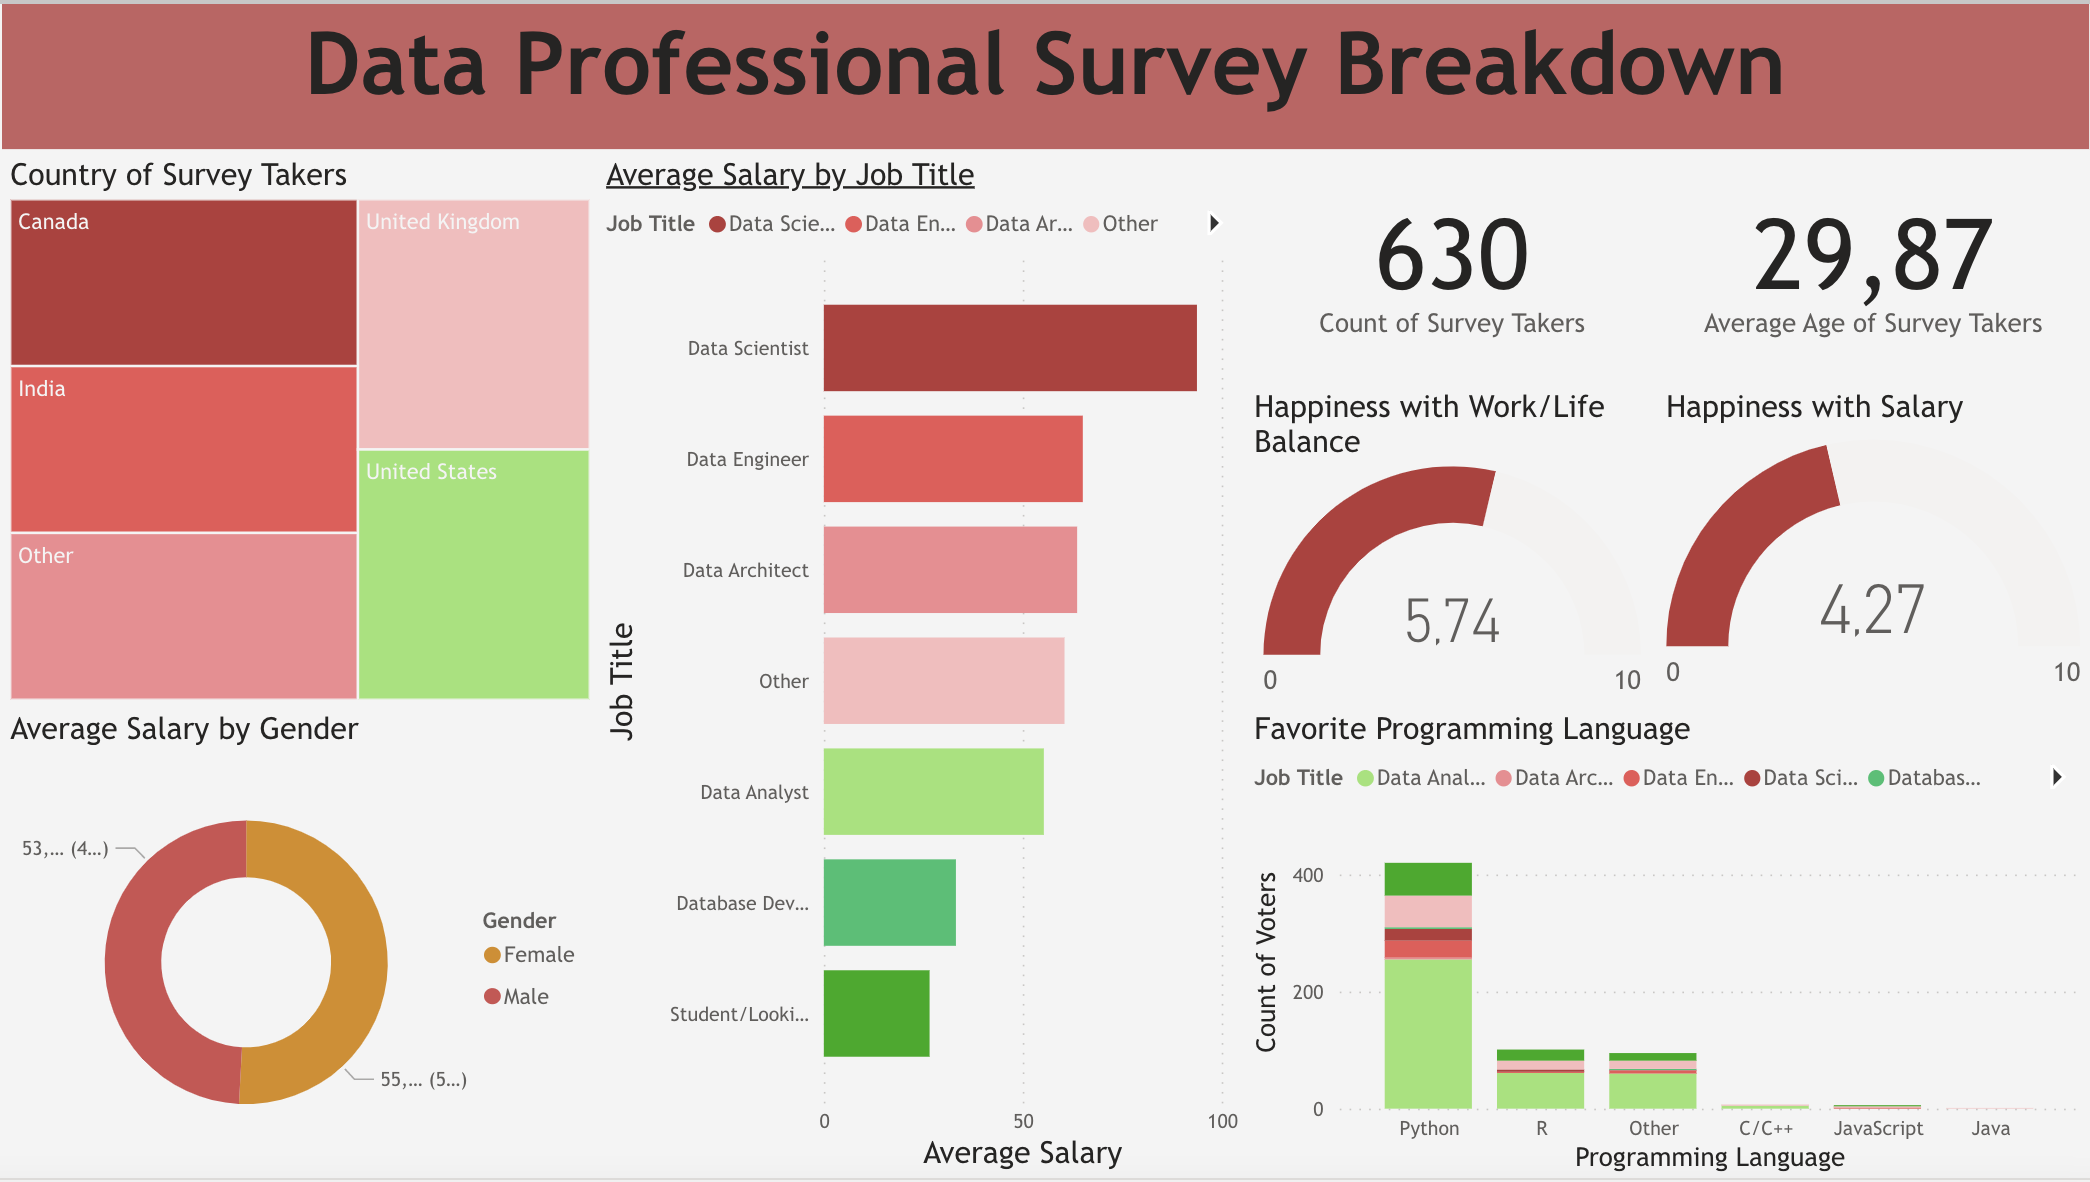 Data Professional Survey Breakdown
Country of Survey Takers
Canada
India
Other
United Kingdom
United States
Average Salary by Gender
53,... (4...)
55,... (5...)
Gender
Female
Male
Average Salary by Job Title
Job Title Data Scie... Data En... Data Ar... Other
Job Title
Data Scientist
Data Engineer
Data Architect
Other
Data Analyst
Database Dev...
Student/Looki...
0 50 100
Average Salary
630
Count of Survey Takers
29,87
Average Age of Survey Takers
Happiness with Work/Life
Balance
5,74
0 10
Happiness with Salary
4,27
0 10
Favorite Programming Language
Job Title Data Anal... Data Arc... Data En... Data Sci... Databas...
Count of Voters
400
200
0
Python R Other C/C++ JavaScript Java
Programming Language